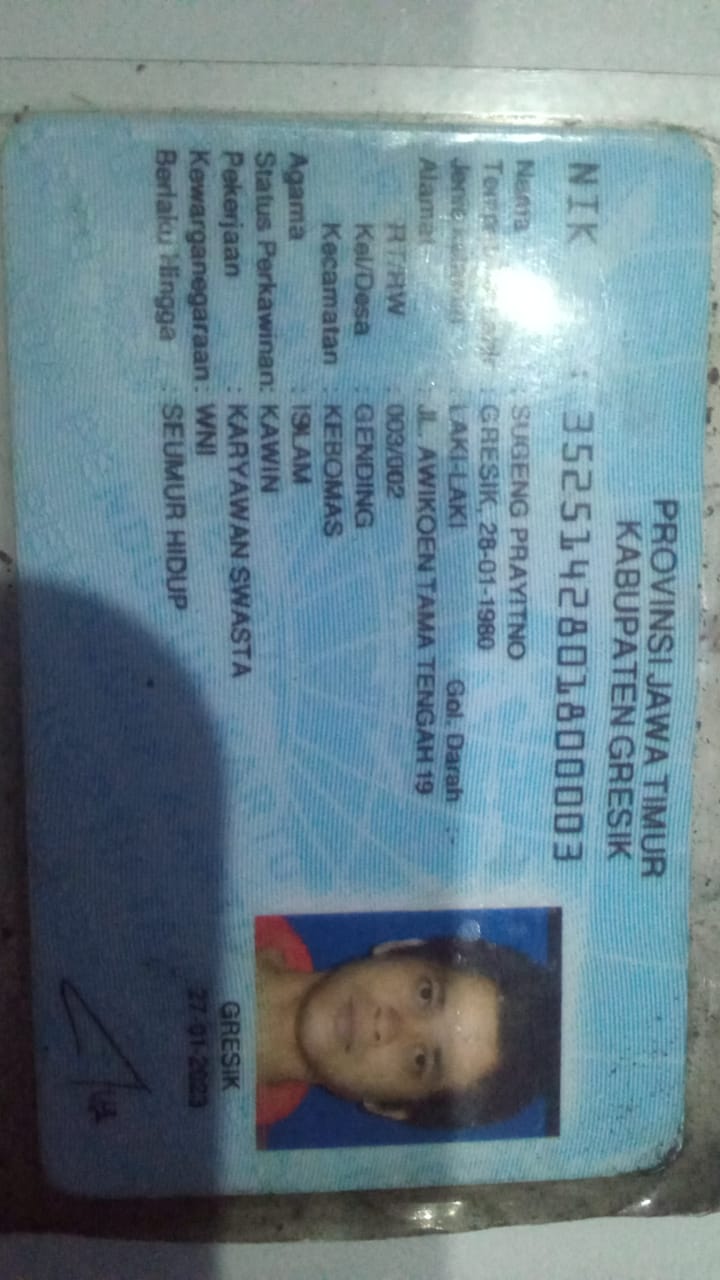 PROVINSI JAWA TIMUR
KABUPATEN GRESIK
NIK : 3525142801800003
Nama : SUGENG PRAYITNO
Tempat/Tgl Lahir : GRESIK, 28-01-1980
Jenis Kelamin : LAKI-LAKI Gol. Darah : -
Alamat : JL. AWIKOEN TAMA TENGAH 19
RT/RW : 003/002
Kel/Desa : GENDING
Kecamatan : KEBOMAS
Agama : ISLAM
Status Perkawinan: KAWIN
Pekerjaan : KARYAWAN SWASTA
Kewarganegaraan: WNI
Berlaku Hingga : SEUMUR HIDUP
GRESIK
27-01-2023